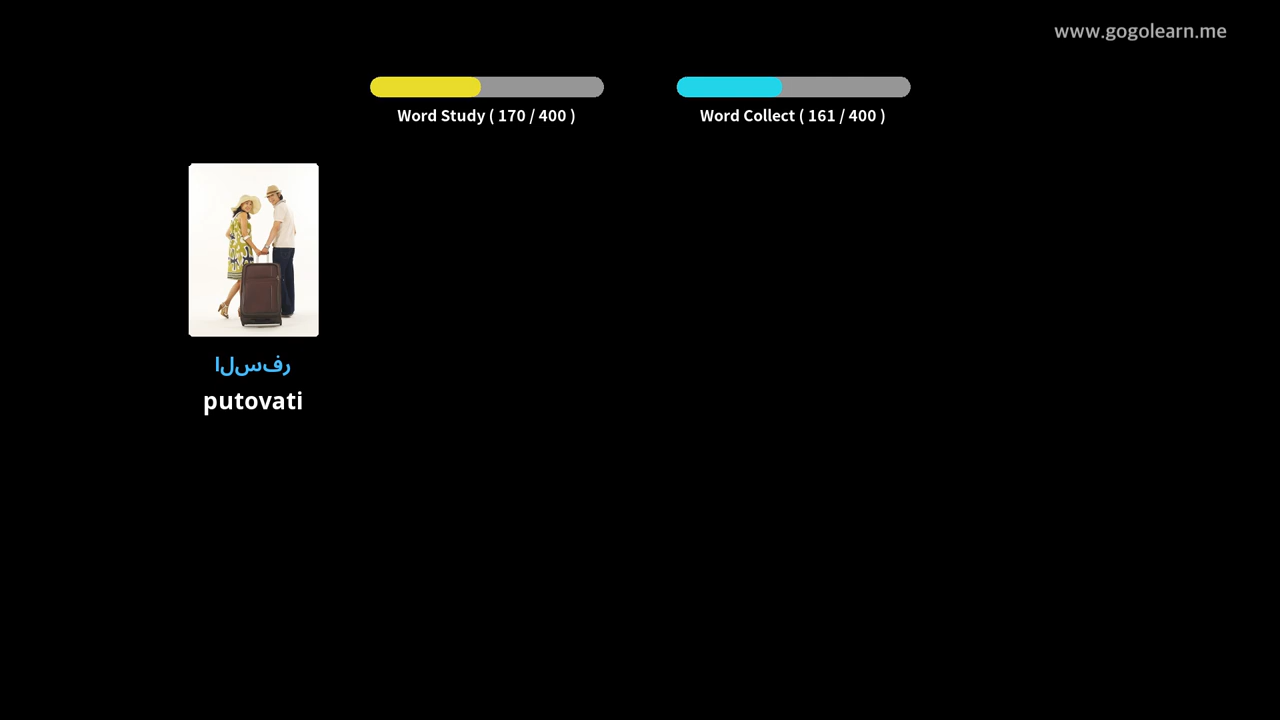 www.gogolearn.me
Word Study ( 170 / 400 )
Word Collect ( 161 / 400 )
السفر
putovati